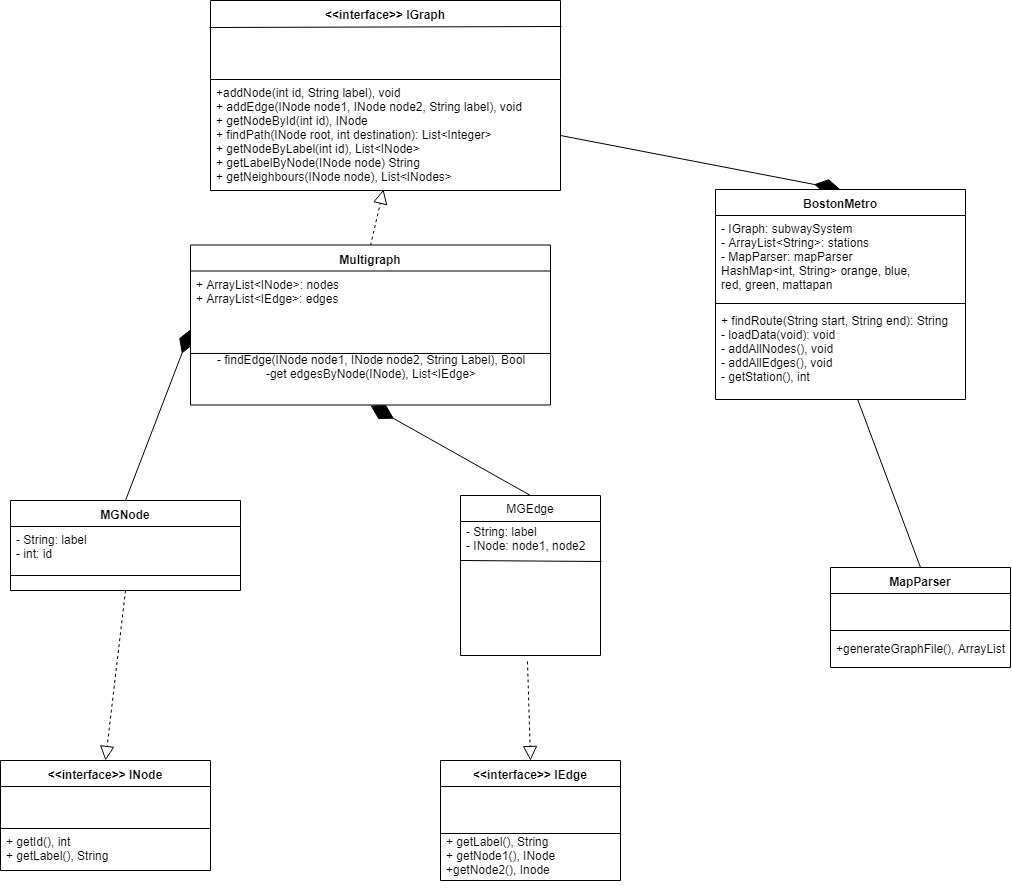 <<interface>> IGraph
+addNode(int id, String label), void
+ addEdge(INode node1, INode node2, String label), void
+ getNodeById(int id), INode
+ findPath(INode root, int destination): List<Integer>
+ getNodeByLabel(int id), List<INode>
+ getLabelByNode(INode node) String
+ getNeighbours(INode node), List<INodes>
BostonMetro
- IGraph: subwaySystem
- ArrayList<String>: stations
- MapParser: mapParser
HashMap<int, String> orange, blue,
red, green, mattapan
+ findRoute(String start, String end): String
- loadData(void): void
- addAllNodes(), void
- addAllEdges(), void
- getStation(), int
Multigraph
+ ArrayList<INode>: nodes
+ ArrayList<IEdge>: edges
- findEdge(INode node1, INode node2, String Label), Bool
-get edgesByNode(INode), List<IEdge>
MGNode
- String: label
- int: id
MGEdge
- String: label
- INode: node1, node2
MapParser
+generateGraphFile(), ArrayList
<<interface>> INode
+ getId(), int
+ getLabel(), String
<<interface>> IEdge
+ getLabel(), String
+ getNode1(), INode
+getNode2(), Inode